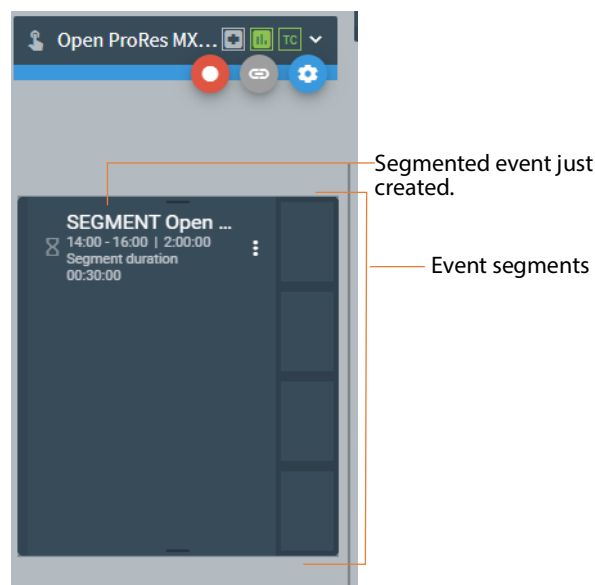 Open ProRes MX... TC
Segmented event just
created.
SEGMENT Open ...
14:00 - 16:00 | 2:00:00
Segment duration
00:30:00
Event segments